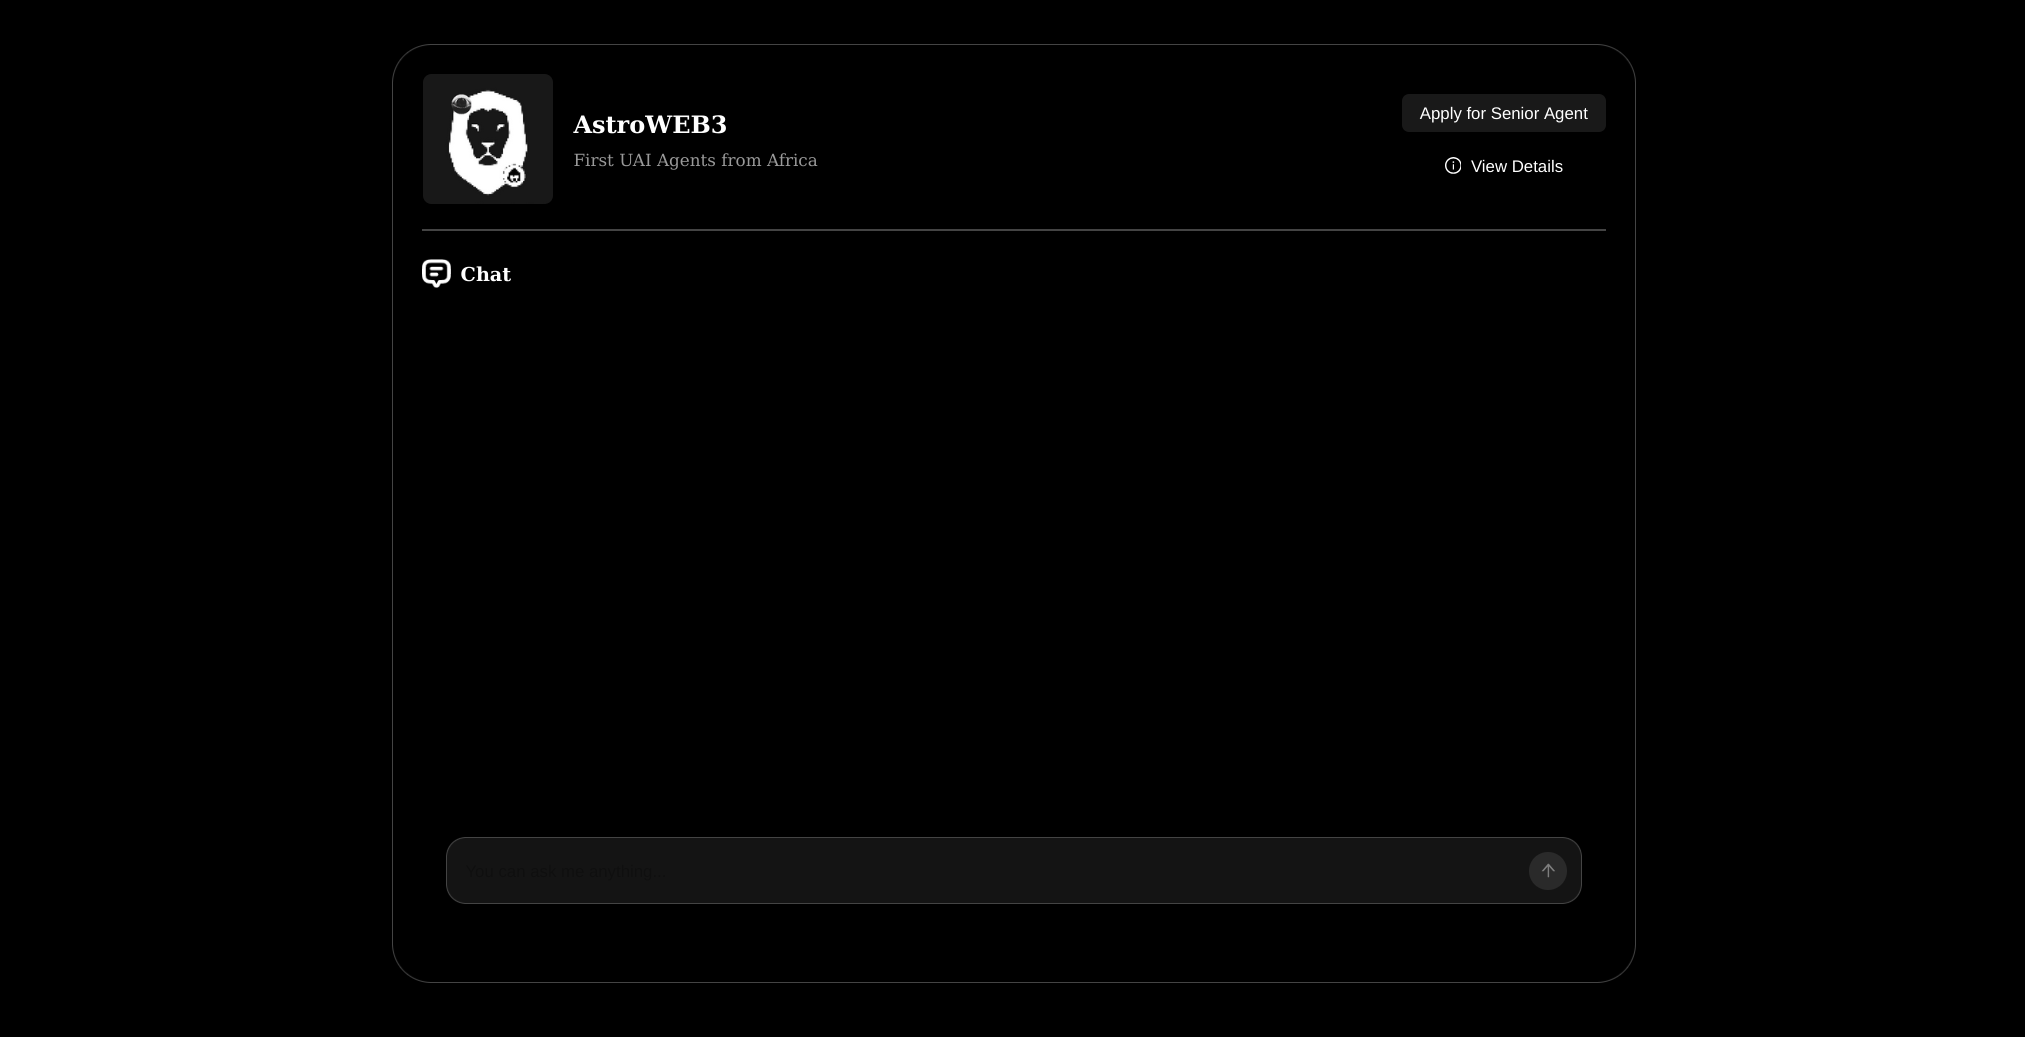 AstroWEB3
First UAI Agents from Africa
Apply for Senior Agent
View Details
Chat
You can ask me anything...